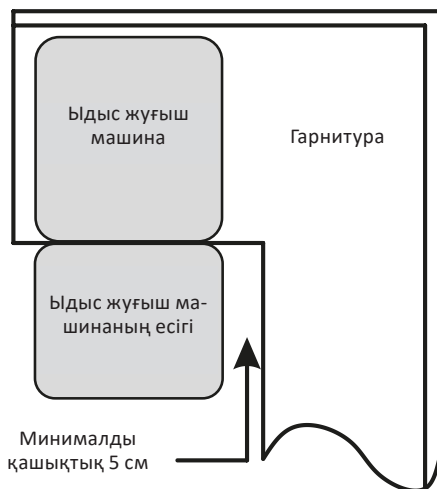 Ыдыс жуғыш
машина
Гарнитура
Ыдыс жуғыш ма-
шинаның есігі
Минималды
қашықтық 5 см